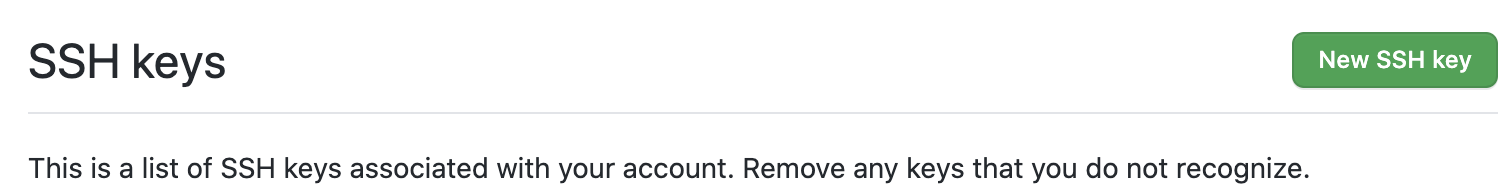 SSH keys
New SSH key
This is a list of SSH keys associated with your account. Remove any keys that you do not recognize.